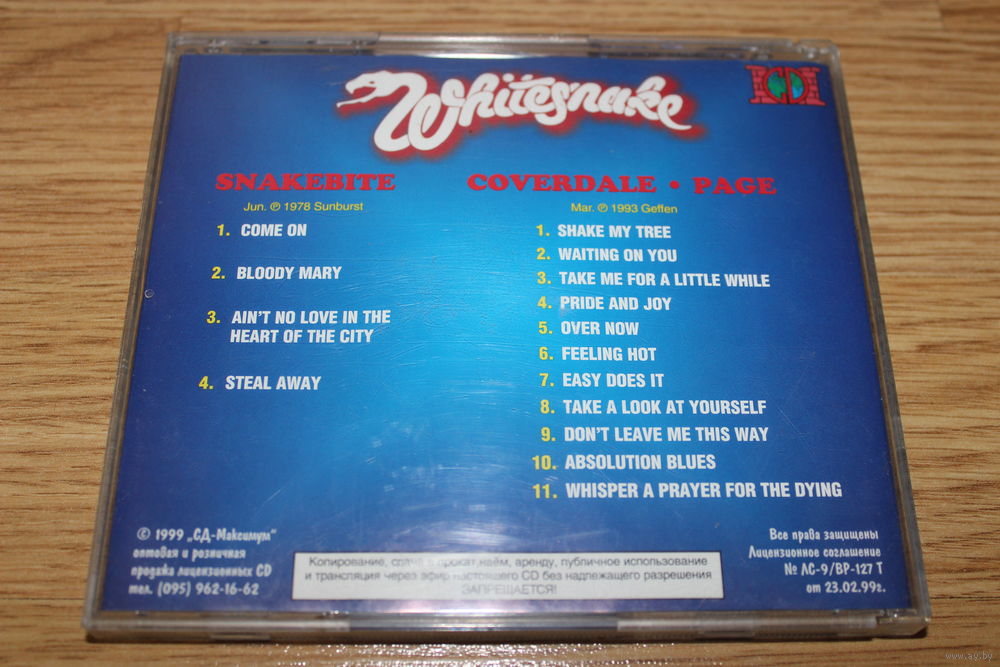 Whitesnake
CD
SNAKEBITE
Jun. ℗ 1978 Sunburst
1. COME ON
2. BLOODY MARY
3. AIN'T NO LOVE IN THE
HEART OF THE CITY
4. STEAL AWAY
COVERDALE • PAGE
Mar. ℗ 1993 Geffen
1. SHAKE MY TREE
2. WAITING ON YOU
3. TAKE ME FOR A LITTLE WHILE
4. PRIDE AND JOY
5. OVER NOW
6. FEELING HOT
7. EASY DOES IT
8. TAKE A LOOK AT YOURSELF
9. DON'T LEAVE ME THIS WAY
10. ABSOLUTION BLUES
11. WHISPER A PRAYER FOR THE DYING
© 1999 „СД-Максимум"
оптовая и розничная
продажа лицензионных CD
тел. (095) 962-16-62
Копирование, сдача в прокат,наём, аренду, публичное использование
и трансляция через эфир настоящего CD без надлежащего разрешения
ЗАПРЕЩАЕТСЯ!
Все права защищены
Лицензионное соглашение
№ ЛС-9/ВР-127 Т
от 23.02.99г.
www.ay.by